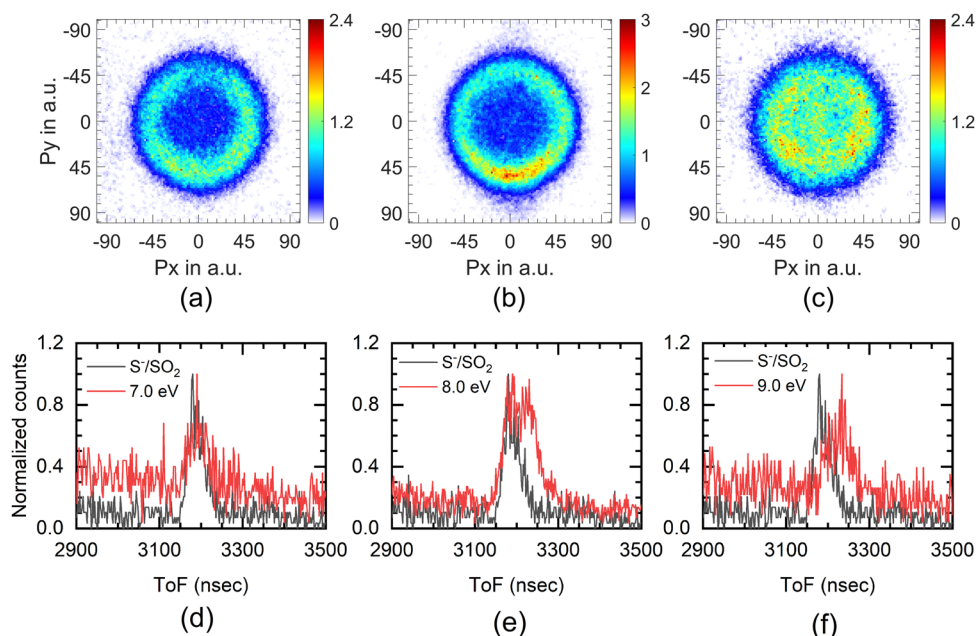 2.4
3
2.4
-90
-90
-90
-45
-45
-45
Py in a.u.
0
1.2
0
2
0
1.2
45
45
1
45
90
90
90
0
0
0
-90 -45 0 45 90
-90 -45 0 45 90
-90 -45 0 45 90
Px in a.u.
Px in a.u.
Px in a.u.
(a)
(b)
(c)
Normalized counts
1.2
0.8
0.4
0.0
S⁻/SO₂
7.0 eV
2900 3100 3300 3500
ToF (nsec)
(d)
1.2
0.8
0.4
0.0
S⁻/SO₂
8.0 eV
2900 3100 3300 3500
ToF (nsec)
(e)
1.2
0.8
0.4
0.0
S⁻/SO₂
9.0 eV
2900 3100 3300 3500
ToF (nsec)
(f)